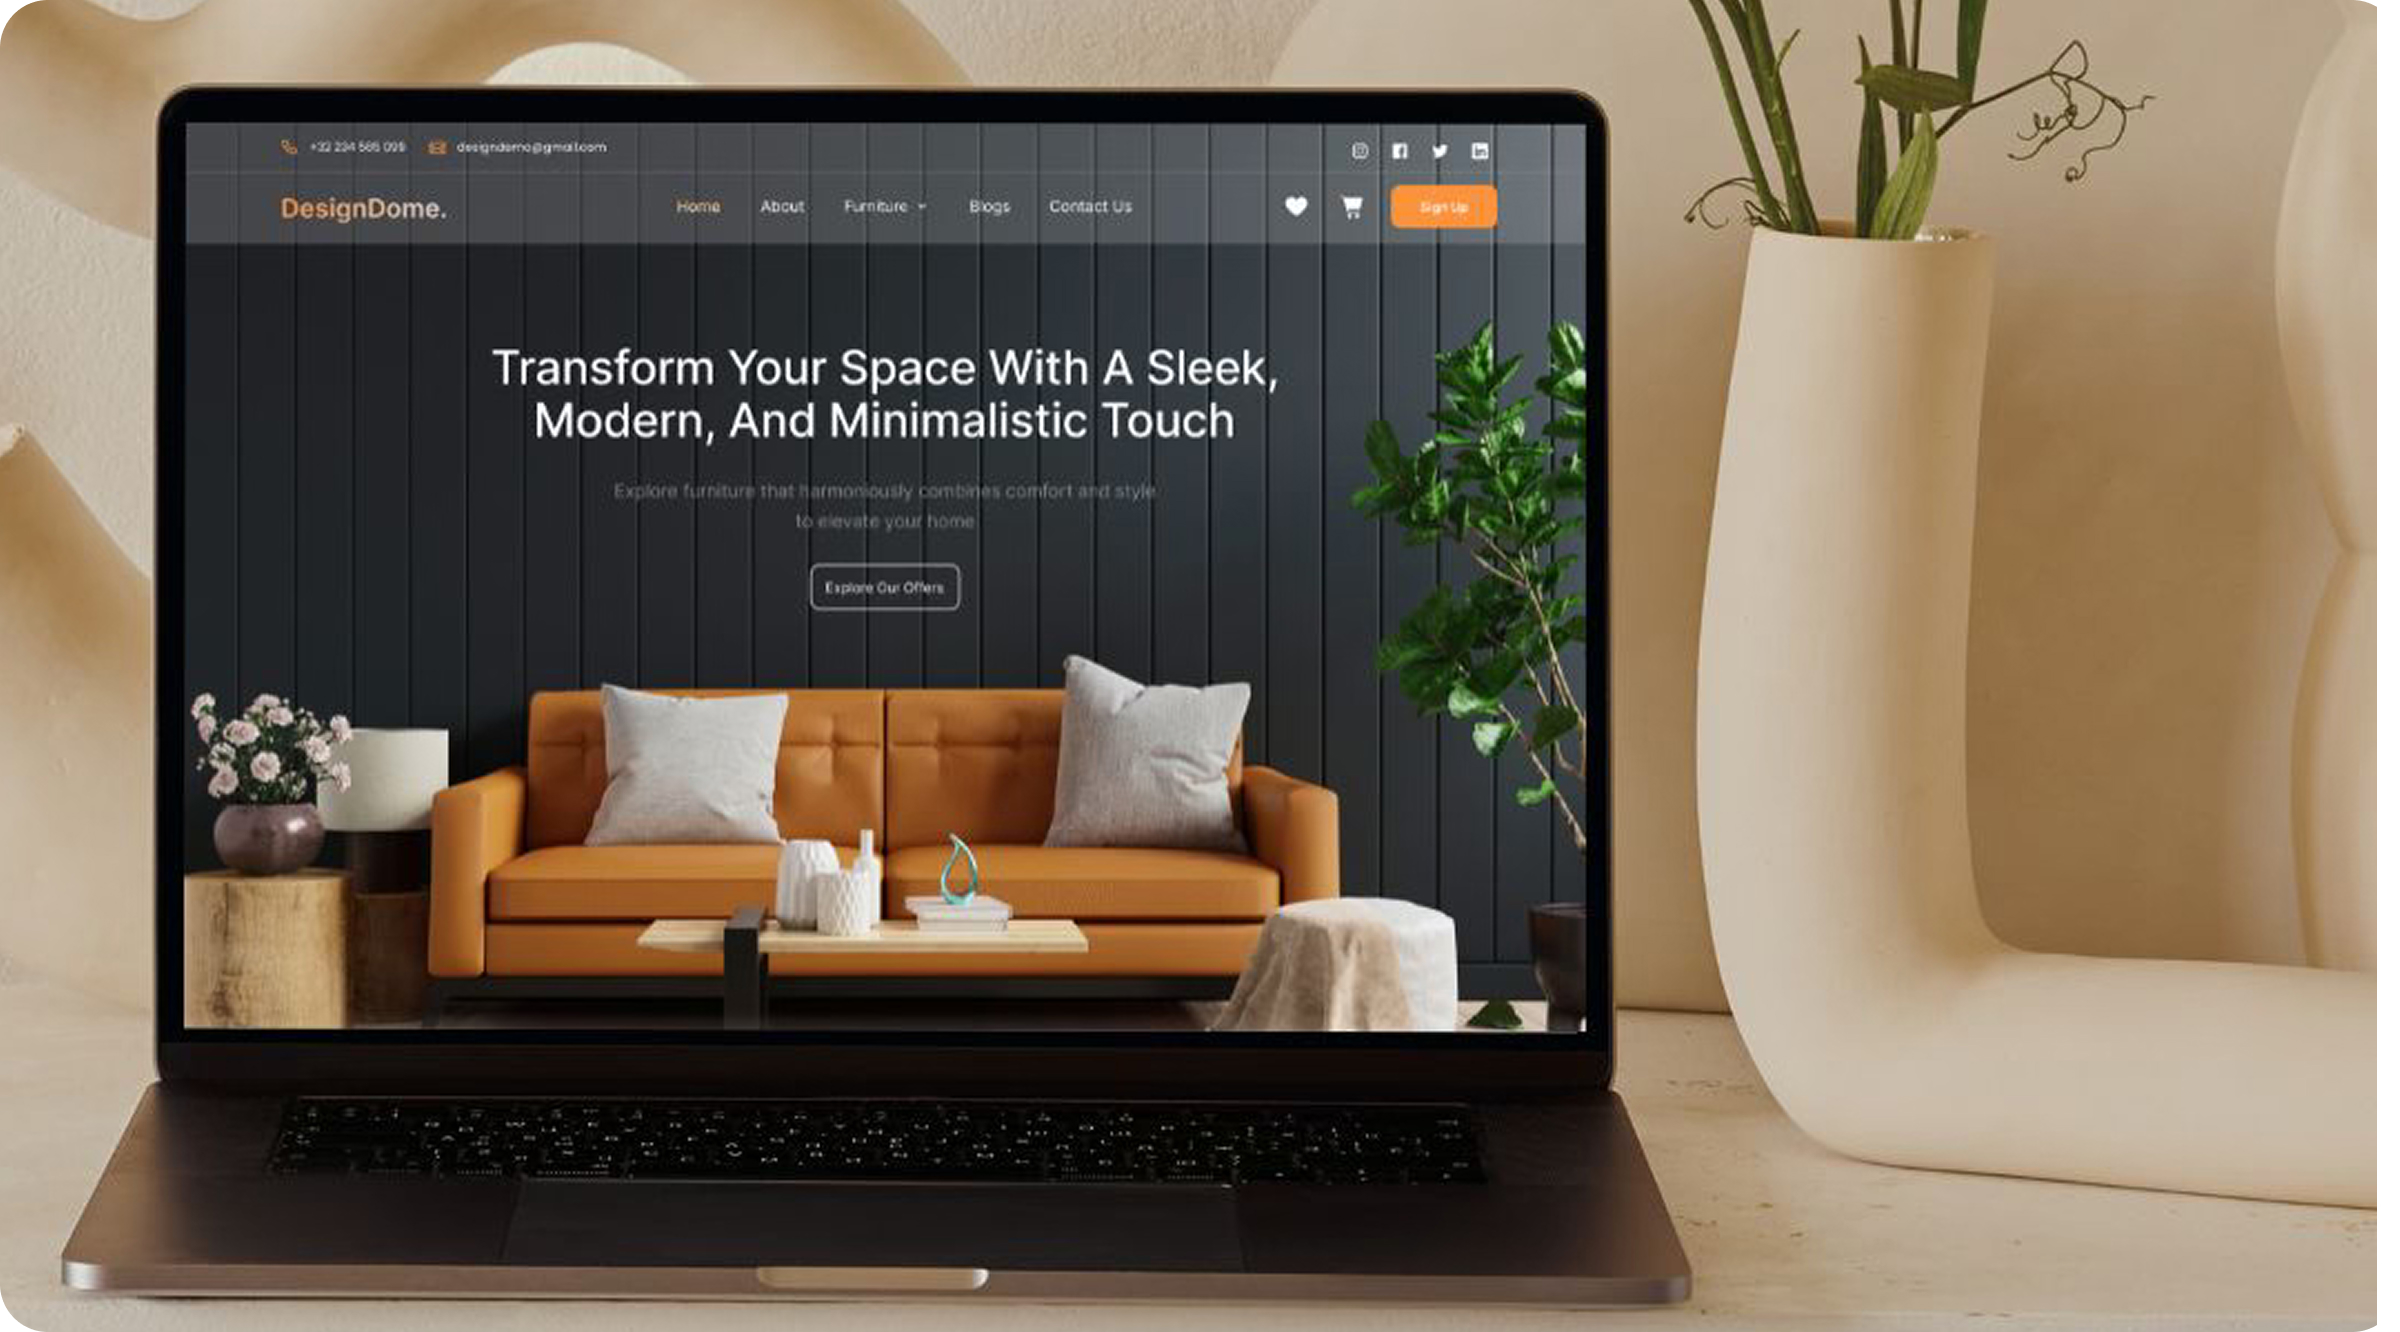 +32 234 565 096 designdome@gmail.com
DesignDome. Home About Furniture Blogs Contact Us Sign Up
Transform Your Space With A Sleek,
Modern, And Minimalistic Touch
Explore furniture that harmoniously combines comfort and style
to elevate your home
Explore Our Offers